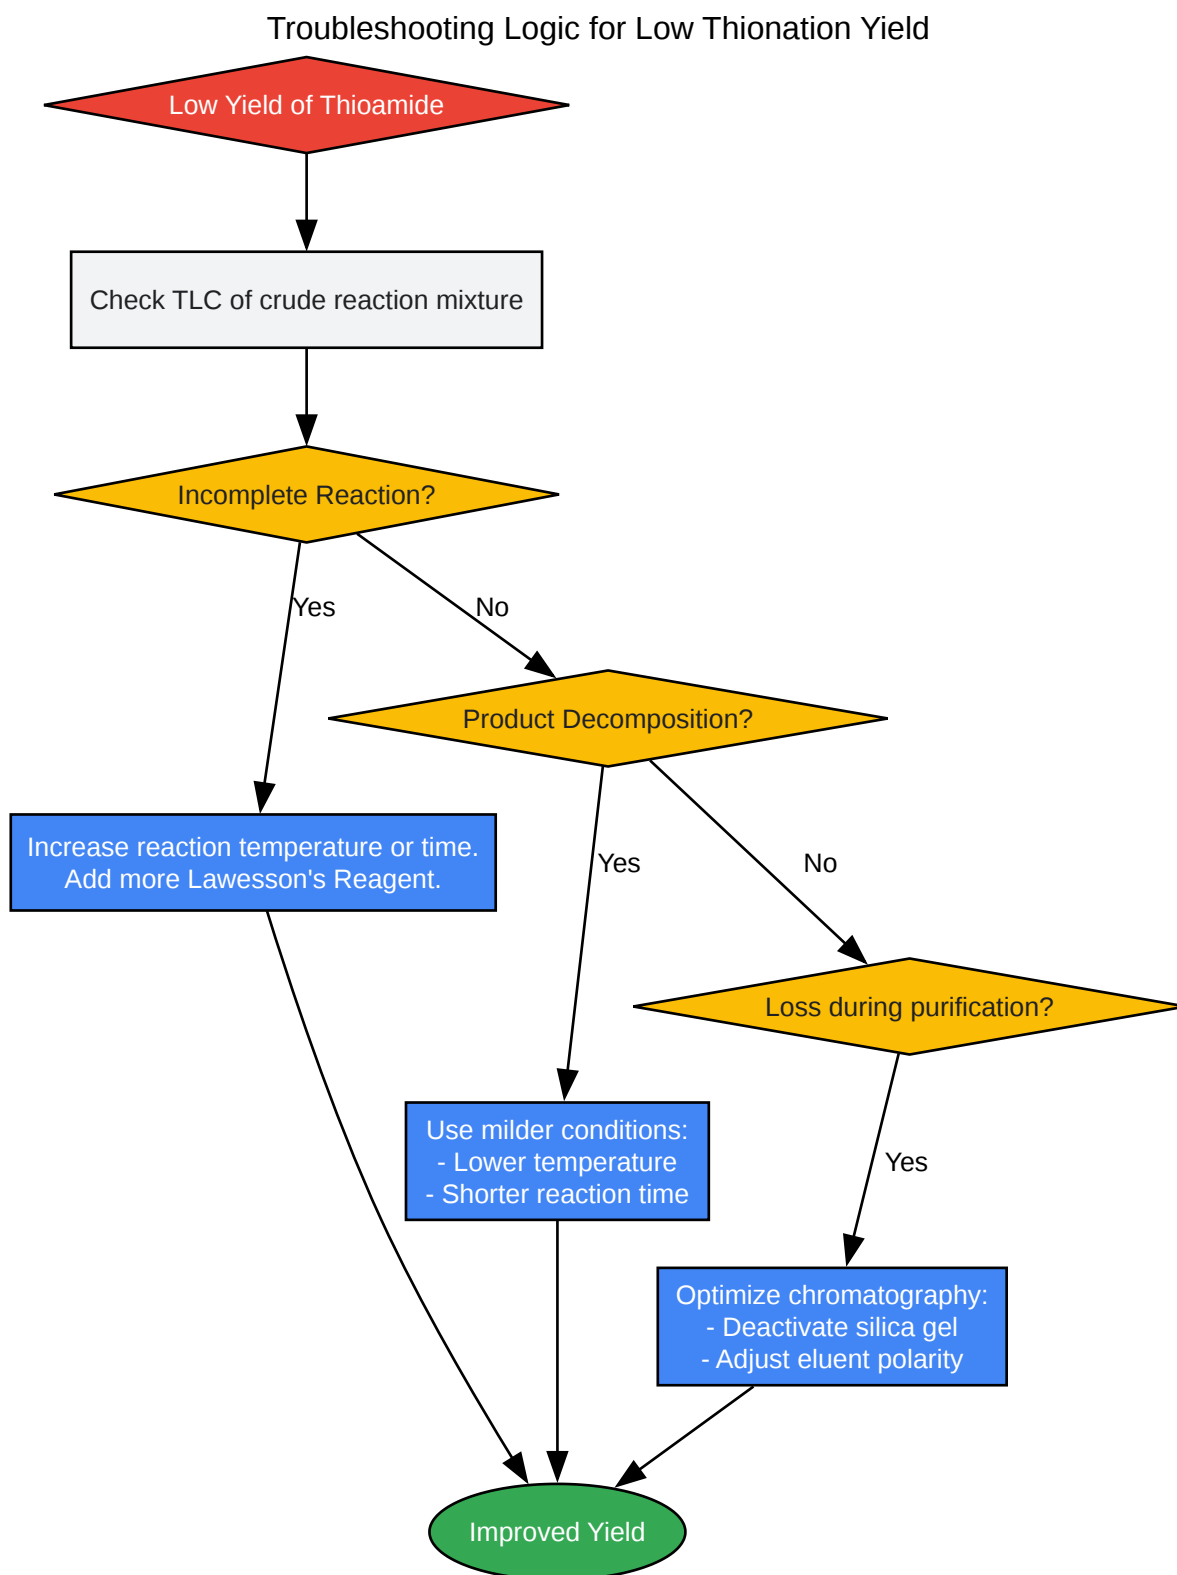 Troubleshooting Logic for Low Thionation Yield
Low Yield of Thioamide
Check TLC of crude reaction mixture
Incomplete Reaction?
Yes
No
Product Decomposition?
Increase reaction temperature or time.
Add more Lawesson's Reagent.
Yes
No
Loss during purification?
Use milder conditions:
- Lower temperature
- Shorter reaction time
Yes
Optimize chromatography:
- Deactivate silica gel
- Adjust eluent polarity
Improved Yield